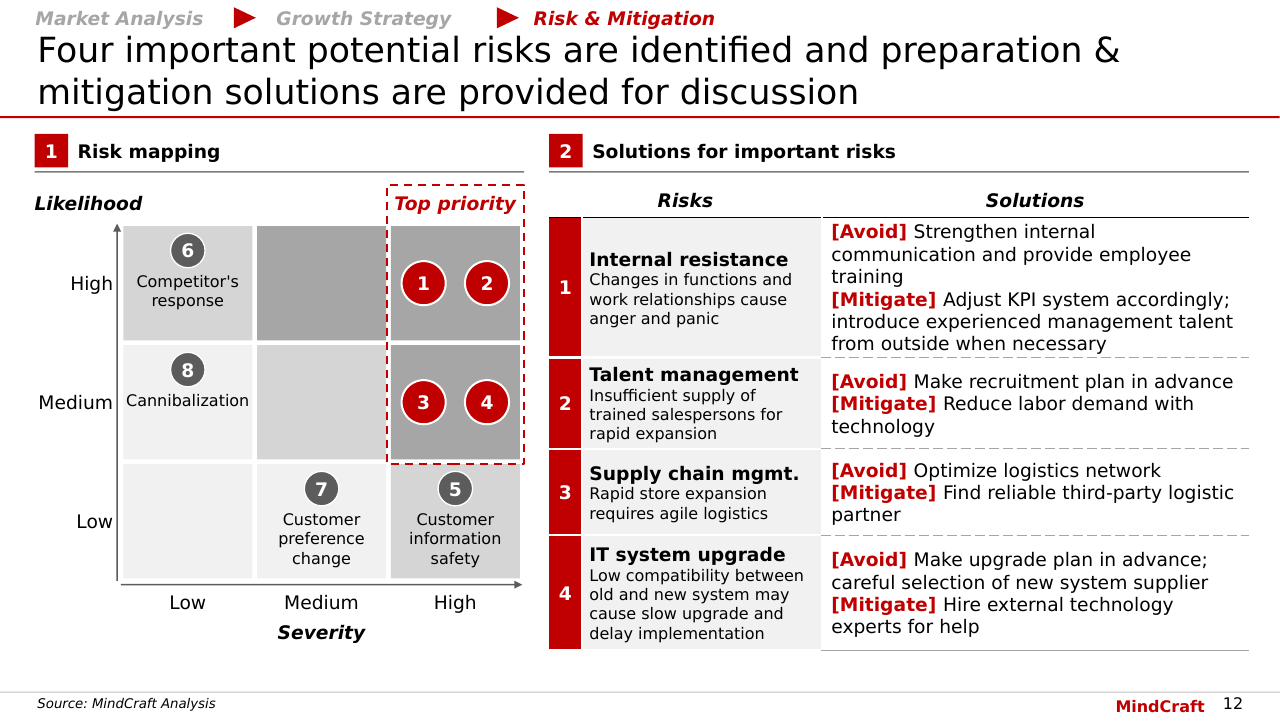 Market Analysis Growth Strategy Risk & Mitigation
Four important potential risks are identified and preparation &
mitigation solutions are provided for discussion
1 Risk mapping
Likelihood
Top priority
High
6
Competitor's
response
1 2
Medium
8
Cannibalization
3 4
Low
7
Customer
preference
change
5
Customer
information
safety
Low Medium High
Severity
2 Solutions for important risks
Risks Solutions
1
Internal resistance
Changes in functions and
work relationships cause
anger and panic
[Avoid] Strengthen internal
communication and provide employee
training
[Mitigate] Adjust KPI system accordingly;
introduce experienced management talent
from outside when necessary
2
Talent management
Insufficient supply of
trained salespersons for
rapid expansion
[Avoid] Make recruitment plan in advance
[Mitigate] Reduce labor demand with
technology
3
Supply chain mgmt.
Rapid store expansion
requires agile logistics
[Avoid] Optimize logistics network
[Mitigate] Find reliable third-party logistic
partner
4
IT system upgrade
Low compatibility between
old and new system may
cause slow upgrade and
delay implementation
[Avoid] Make upgrade plan in advance;
careful selection of new system supplier
[Mitigate] Hire external technology
experts for help
Source: MindCraft Analysis
MindCraft 12